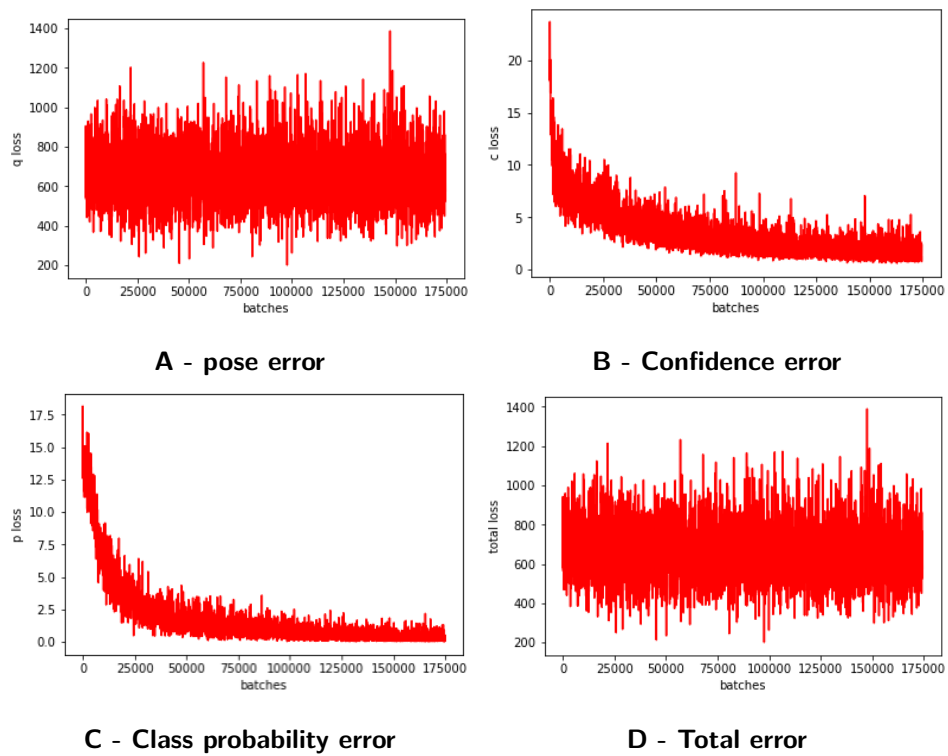 1400
1200
1000
800
600
400
200
q loss
0 25000 50000 75000 100000 125000 150000 175000
batches
A - pose error
20
15
10
5
0
c loss
0 25000 50000 75000 100000 125000 150000 175000
batches
B - Confidence error
17.5
15.0
12.5
10.0
7.5
5.0
2.5
0.0
p loss
0 25000 50000 75000 100000 125000 150000 175000
batches
C - Class probability error
1400
1200
1000
800
600
400
200
total loss
0 25000 50000 75000 100000 125000 150000 175000
batches
D - Total error